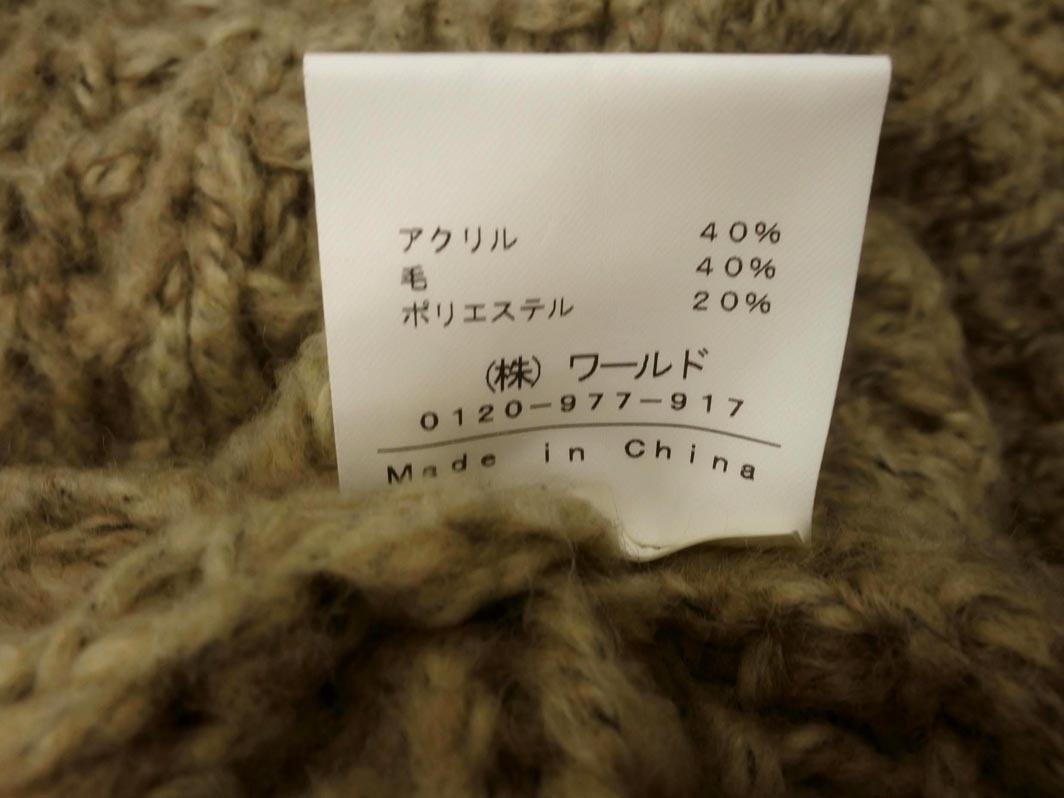 アクリル 40%
毛 40%
ポリエステル 20%
(株) ワールド
0120-977-917
Made in China